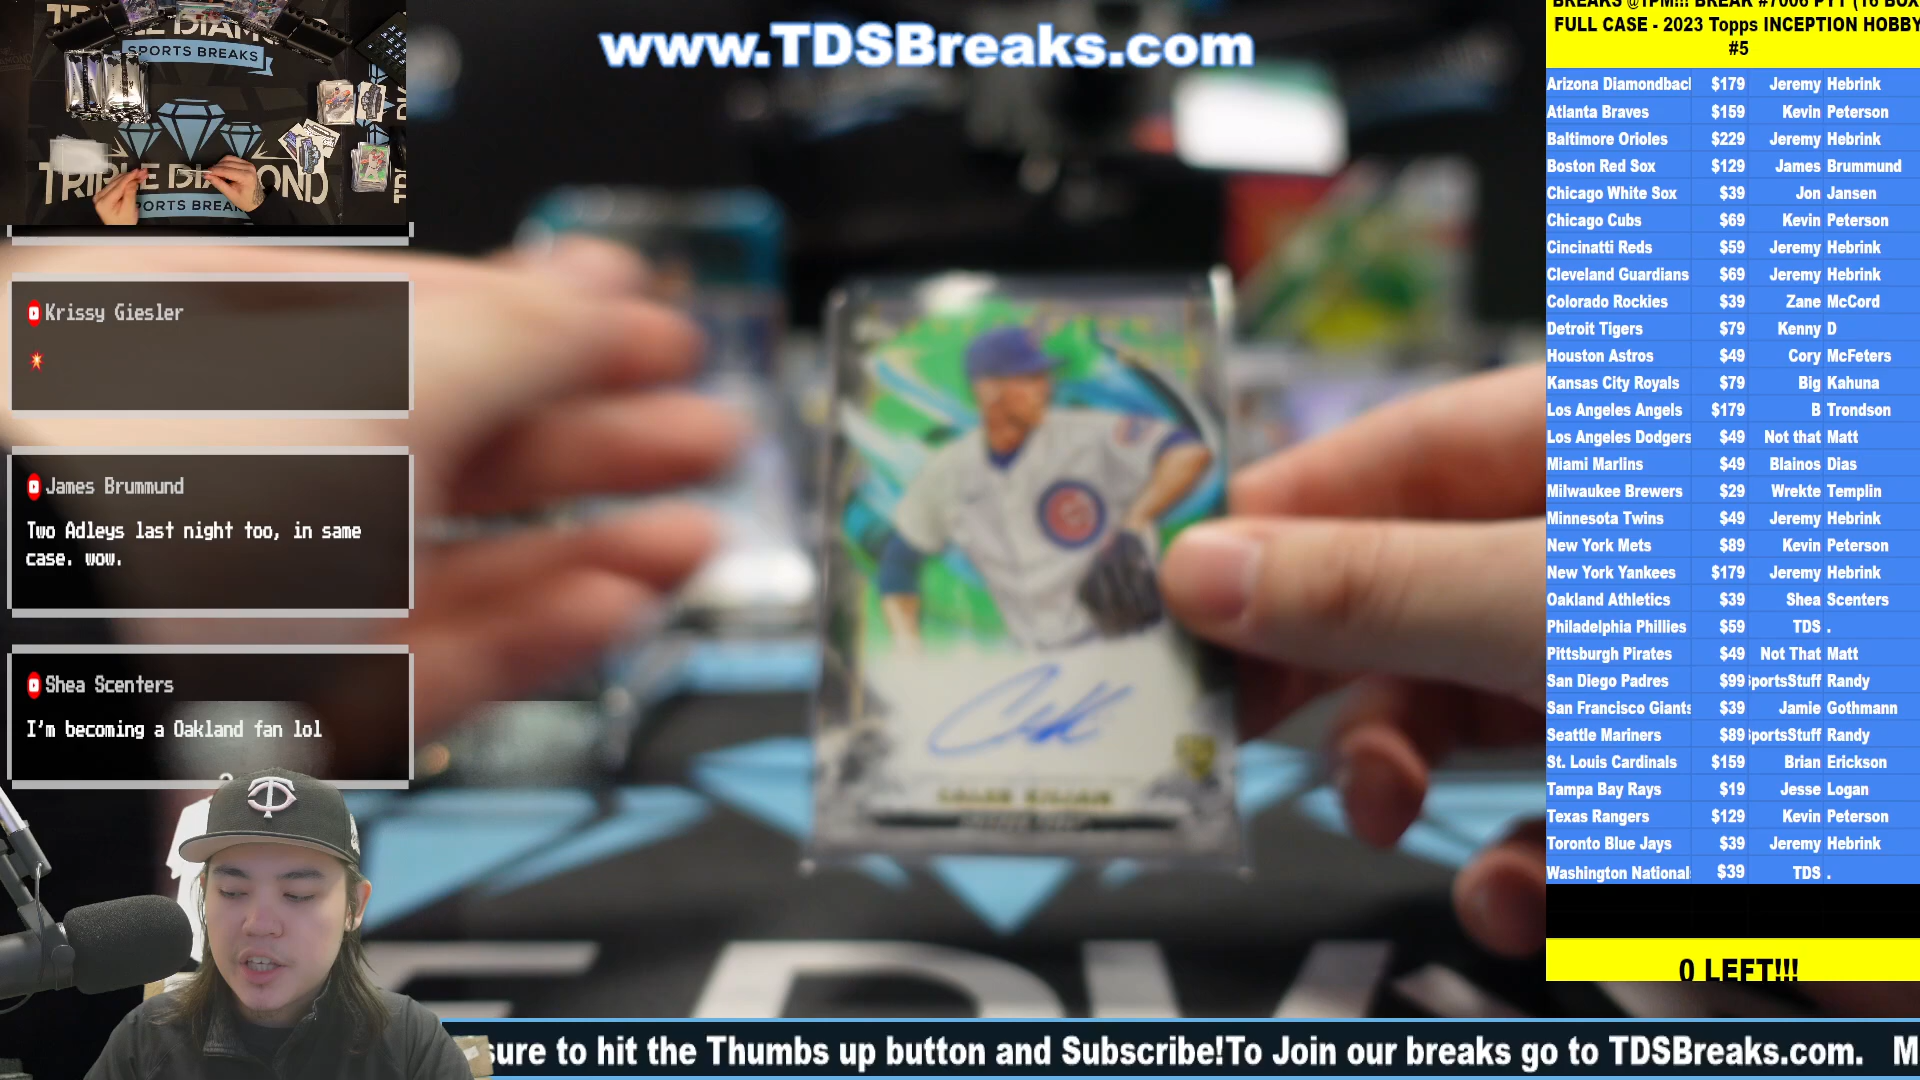 www.TDSBreaks.com
SPORTS BREAKS
TRIPLE DIAMOND
Krissy Giesler
James Brummund
Two Adleys last night too, in same
case. wow.
Shea Scenters
I'm becoming a Oakland fan lol
BREAKS @1PM!!! BREAK #7006 PYT (16 BOX
FULL CASE - 2023 Topps INCEPTION HOBBY
#5
Arizona Diamondbac $179 Jeremy Hebrink
Atlanta Braves $159 Kevin Peterson
Baltimore Orioles $229 Jeremy Hebrink
Boston Red Sox $129 James Brummund
Chicago White Sox $39 Jon Jansen
Chicago Cubs $69 Kevin Peterson
Cincinatti Reds $59 Jeremy Hebrink
Cleveland Guardians $69 Jeremy Hebrink
Colorado Rockies $39 Zane McCord
Detroit Tigers $79 Kenny D
Houston Astros $49 Cory McFeters
Kansas City Royals $79 Big Kahuna
Los Angeles Angels $179 B Trondson
Los Angeles Dodgers $49 Not that Matt
Miami Marlins $49 Blainos Dias
Milwaukee Brewers $29 Wrekte Templin
Minnesota Twins $49 Jeremy Hebrink
New York Mets $89 Kevin Peterson
New York Yankees $179 Jeremy Hebrink
Oakland Athletics $39 Shea Scenters
Philadelphia Phillies $59 TDS .
Pittsburgh Pirates $49 Not That Matt
San Diego Padres $99 portsStuff Randy
San Francisco Giants $39 Jamie Gothmann
Seattle Mariners $89 portsStuff Randy
St. Louis Cardinals $159 Brian Erickson
Tampa Bay Rays $19 Jesse Logan
Texas Rangers $129 Kevin Peterson
Toronto Blue Jays $39 Jeremy Hebrink
Washington National $39 TDS .
0 LEFT!!!
sure to hit the Thumbs up button and Subscribe!To Join our breaks go to TDSBreaks.com. M